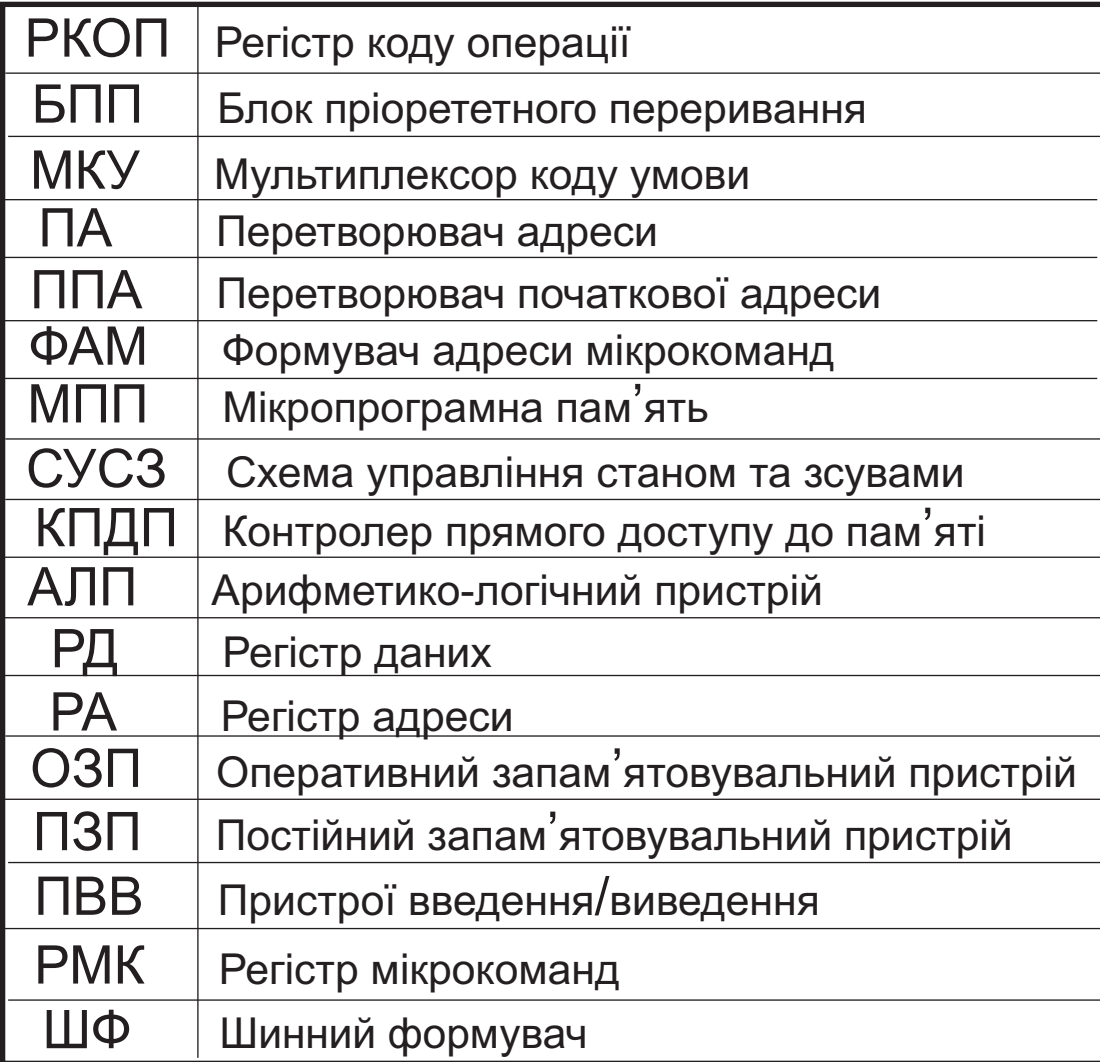 РКОП Регістр коду операції
БПП Блок пріорететного переривання
МКУ Мультиплексор коду умови
ПА Перетворювач адреси
ППА Перетворювач початкової адреси
ФАМ Формувач адреси мікрокоманд
МПП Мікропрограмна пам’ять
СУСЗ Схема управління станом та зсувами
КПДП Контролер прямого доступу до пам’яті
АЛП Арифметико-логічний пристрій
РД Регістр даних
РА Регістр адреси
ОЗП Оперативний запам’ятовувальний пристрій
ПЗП Постійний запам’ятовувальний пристрій
ПВВ Пристрої введення/виведення
РМК Регістр мікрокоманд
ШФ Шинний формувач